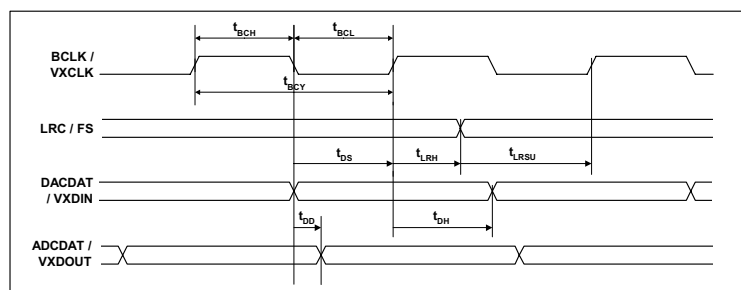 tBCH
tBCL
BCLK /
VXCLK
tBCY
LRC / FS
tDS
tLRH
tLRSU
DACDAT
/ VXDIN
tDD
tDH
ADCDAT /
VXDOUT